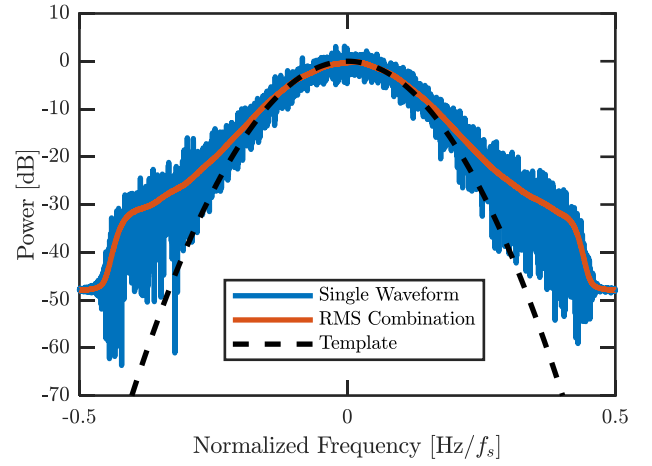 10
0
-10
-20
-30
-40
-50
-60
-70
Power [dB]
Single Waveform
RMS Combination
Template
-0.5
0
0.5
Normalized Frequency [Hz/fs]